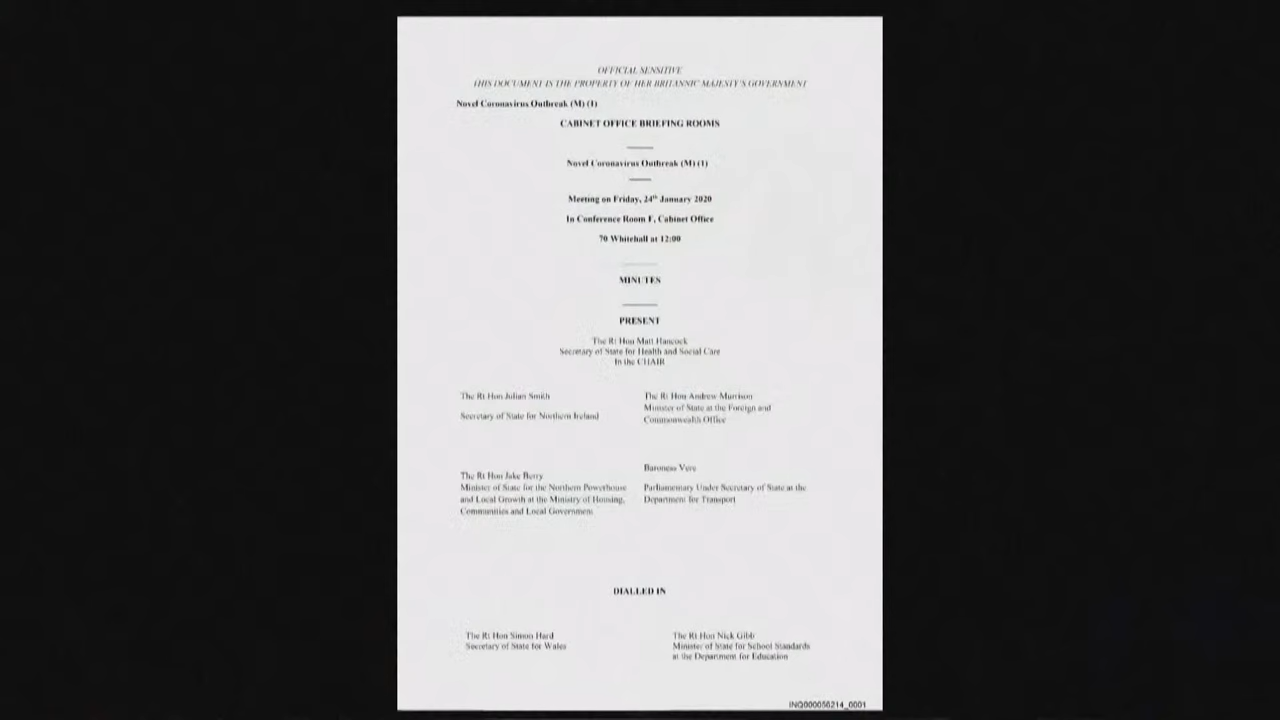 OFFICIAL SENSITIVE
THIS DOCUMENT IS THE PROPERTY OF HER BRITANNIC MAJESTY'S GOVERNMENT
Novel Coronavirus Outbreak (M) (1)
CABINET OFFICE BRIEFING ROOMS
Novel Coronavirus Outbreak (M) (1)
Meeting on Friday, 24th January 2020
In Conference Room F, Cabinet Office
70 Whitehall at 12:00
MINUTES
PRESENT
The Rt Hon Matt Hancock
Secretary of State for Health and Social Care
In the CHAIR
The Rt Hon Julian Smith
Secretary of State for Northern Ireland
The Rt Hon Andrew Murrison
Minister of State at the Foreign and
Commonwealth Office
The Rt Hon Jake Berry
Minister of State for the Northern Powerhouse
and Local Growth at the Ministry of Housing,
Communities and Local Government
Baroness Vere
Parliamentary Under Secretary of State at the
Department for Transport
DIALLED IN
The Rt Hon Simon Hard
Secretary of State for Wales
The Rt Hon Nick Gibb
Minister of State for School Standards
at the Department for Education
INQ000056214_0001